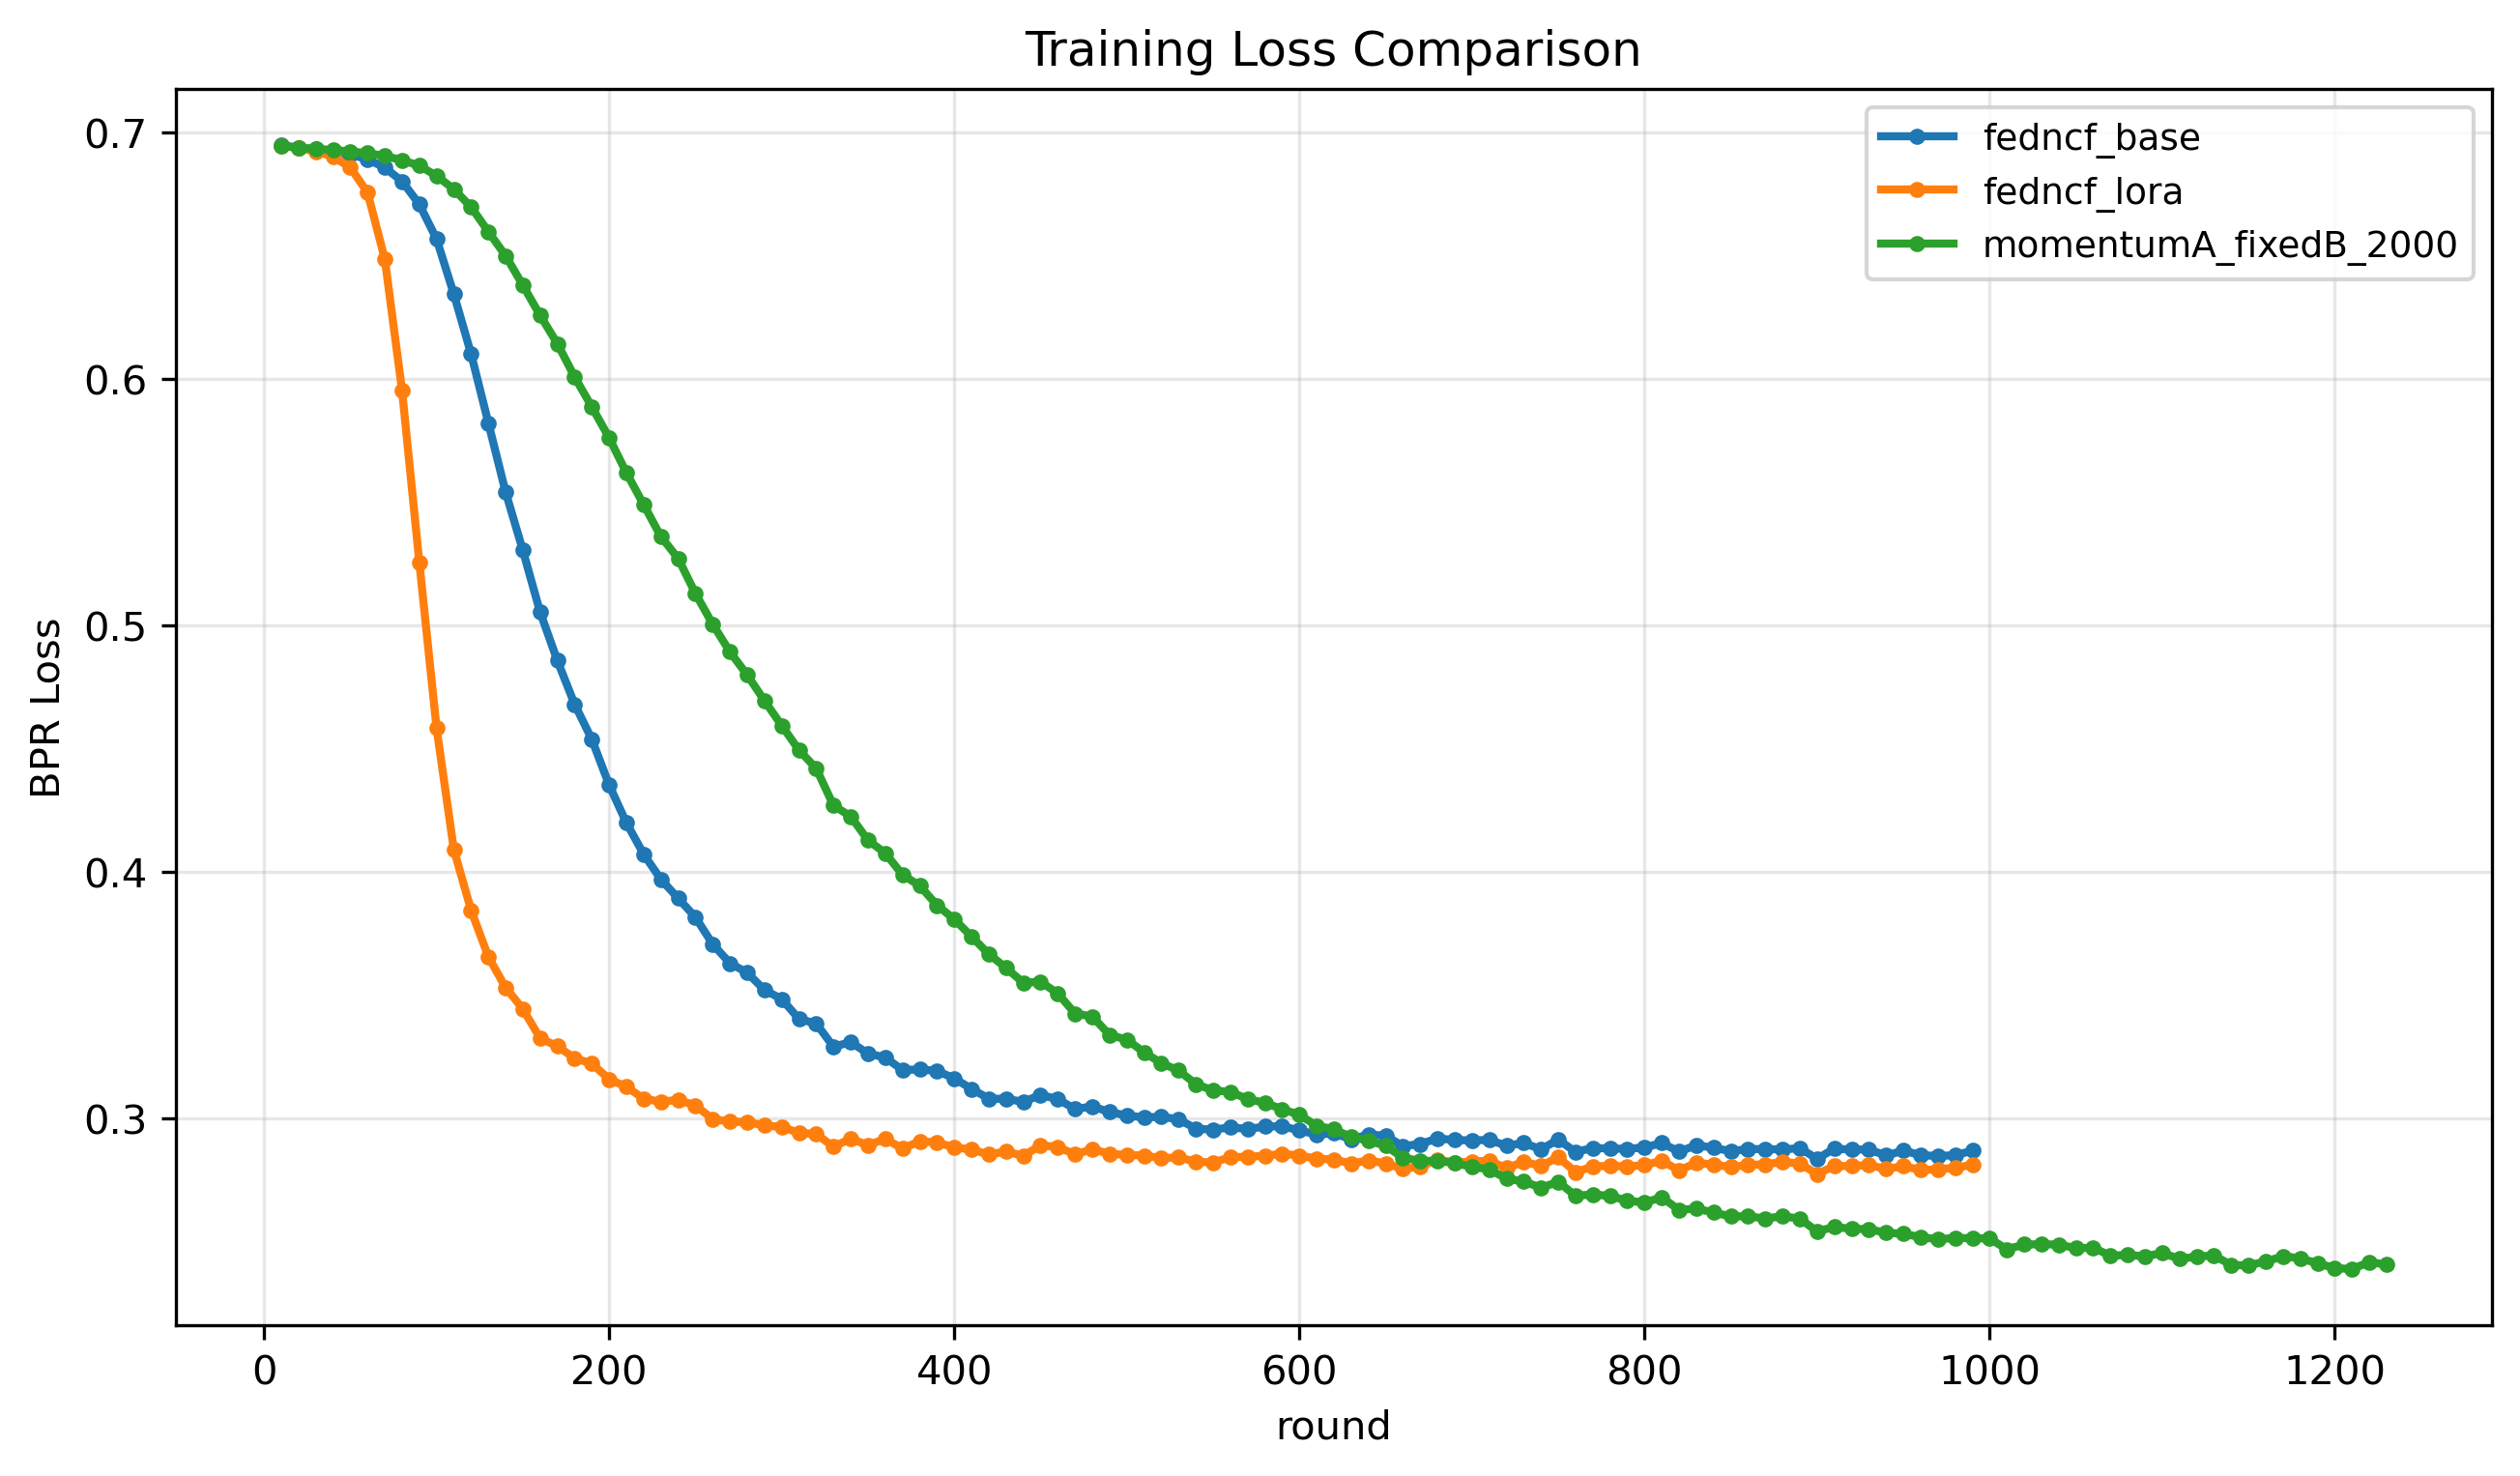 Training Loss Comparison
fedncf_base
fedncf_lora
momentumA_fixedB_2000
BPR Loss
0.7
0.6
0.5
0.4
0.3
0 200 400 600 800 1000 1200
round